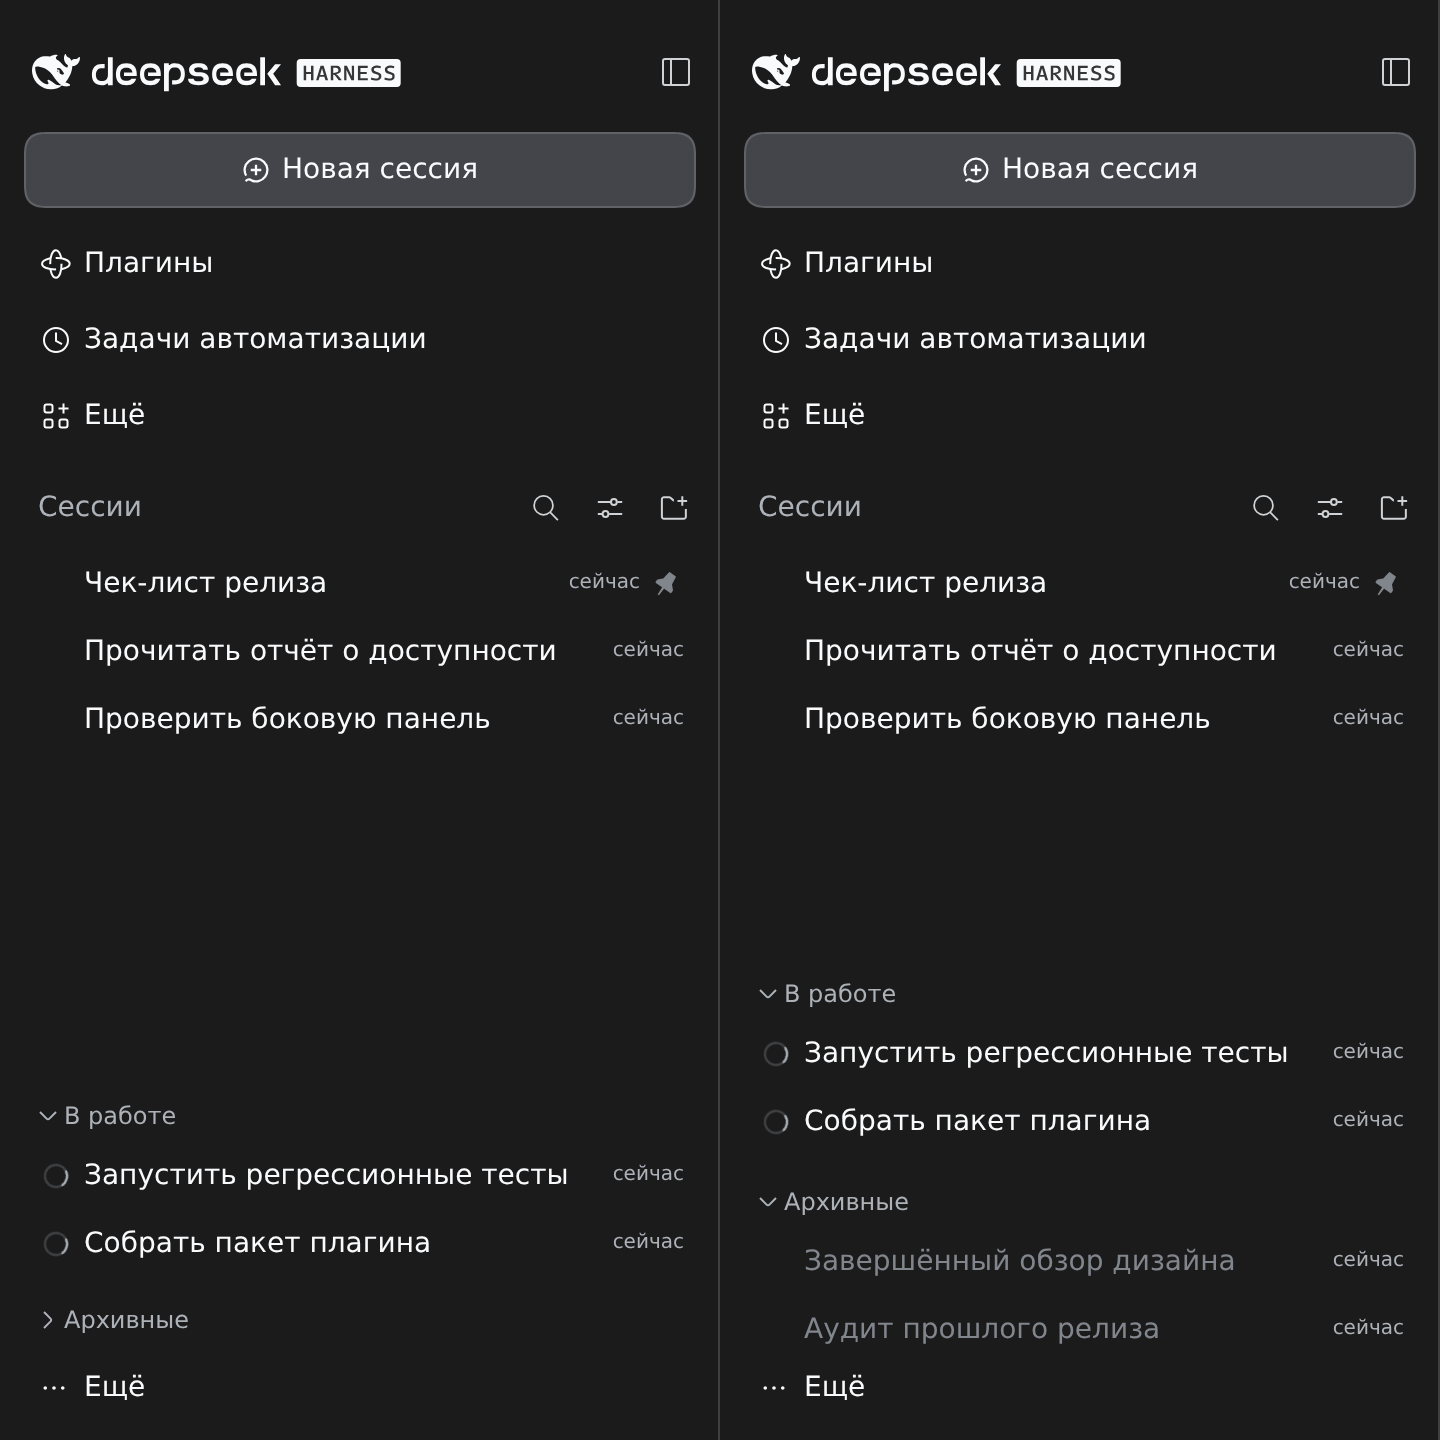 deepseek HARNESS
Новая сессия
Плагины
Задачи автоматизации
Ещё
Сессии
Чек-лист релиза сейчас
Прочитать отчёт о доступности сейчас
Проверить боковую панель сейчас
В работе
Запустить регрессионные тесты сейчас
Собрать пакет плагина сейчас
Архивные
Ещё
deepseek HARNESS
Новая сессия
Плагины
Задачи автоматизации
Ещё
Сессии
Чек-лист релиза сейчас
Прочитать отчёт о доступности сейчас
Проверить боковую панель сейчас
В работе
Запустить регрессионные тесты сейчас
Собрать пакет плагина сейчас
Архивные
Завершённый обзор дизайна сейчас
Аудит прошлого релиза сейчас
Ещё